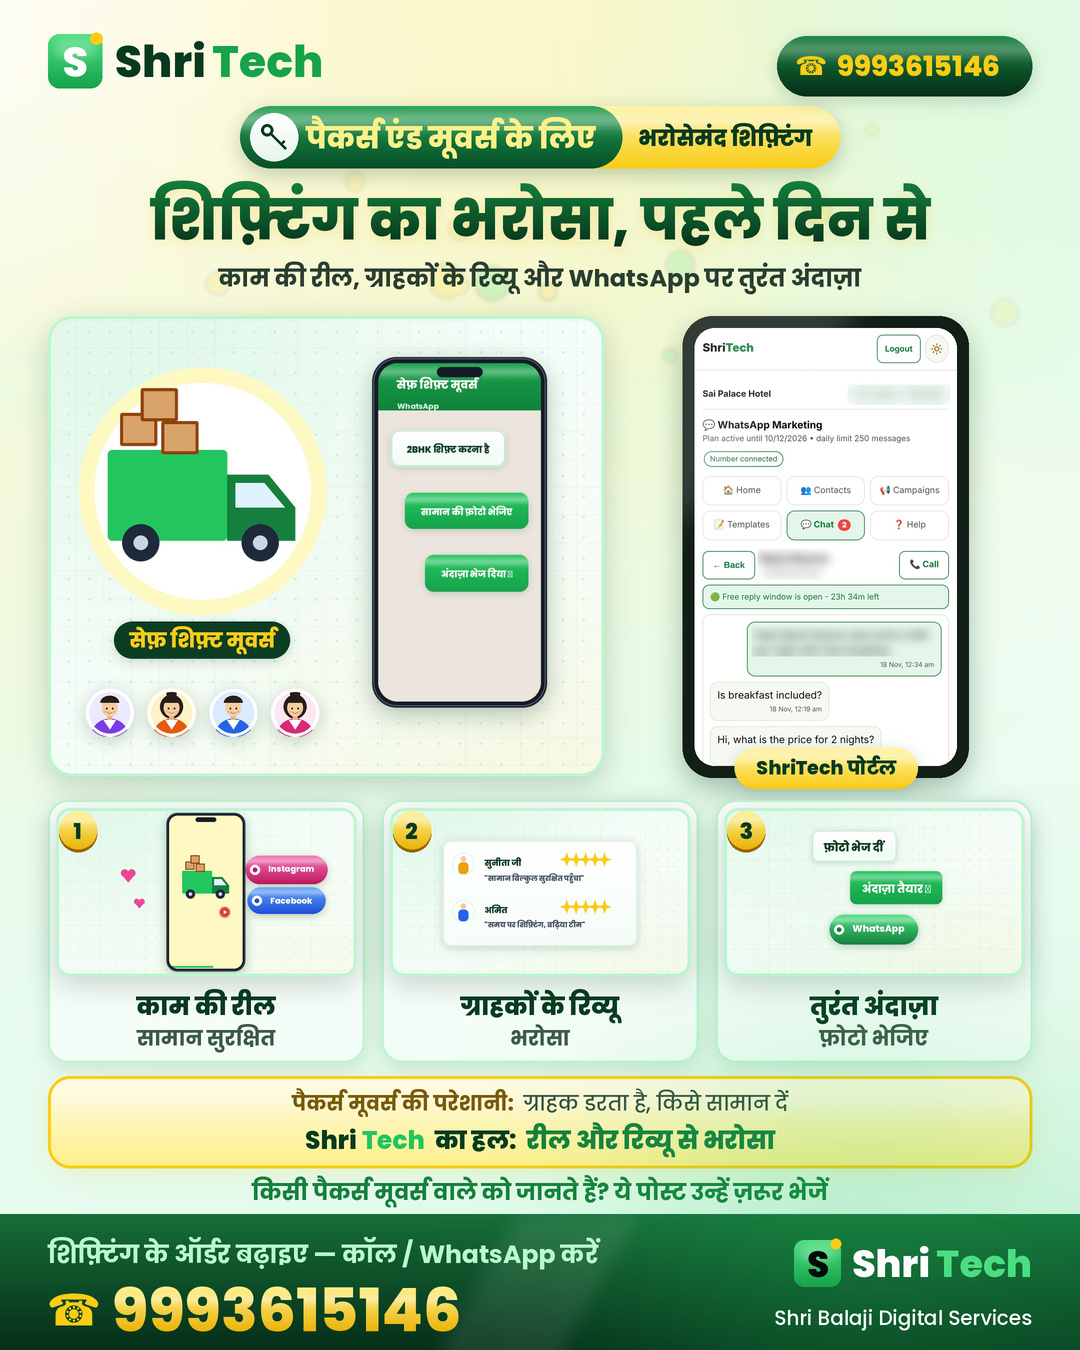 S Shri Tech
☎ 9993615146
पैकर्स एंड मूवर्स के लिए
भरोसेमंद शिफ़्टिंग
शिफ़्टिंग का भरोसा, पहले दिन से
काम की रील, ग्राहकों के रिव्यू और WhatsApp पर तुरंत अंदाज़ा
सेफ़ शिफ़्ट मूवर्स
सेफ़ शिफ़्ट मूवर्स
WhatsApp
2BHK शिफ़्ट करना है
सामान की फ़ोटो भेजिए
अंदाज़ा भेज दिया
ShriTech
Logout
Sai Palace Hotel
💬 WhatsApp Marketing
Plan active until 10/12/2026 • daily limit 250 messages
Number connected
🏠 Home
👥 Contacts
📢 Campaigns
📝 Templates
💬 Chat 2
❓ Help
← Back
📞 Call
Free reply window is open - 23h 34m left
18 Nov, 12:34 am
Is breakfast included?
18 Nov, 12:19 am
Hi, what is the price for 2 nights?
ShriTech पोर्टल
1
Instagram
Facebook
काम की रील
सामान सुरक्षित
2
सुनीता जी
"सामान बिल्कुल सुरक्षित पहुँचा"
अमित
"समय पर शिफ़्टिंग, बढ़िया टीम"
ग्राहकों के रिव्यू
भरोसा
3
फ़ोटो भेज दीं
अंदाज़ा तैयार
WhatsApp
तुरंत अंदाज़ा
फ़ोटो भेजिए
पैकर्स मूवर्स की परेशानी: ग्राहक डरता है, किसे सामान दें
Shri Tech का हल: रील और रिव्यू से भरोसा
किसी पैकर्स मूवर्स वाले को जानते हैं? ये पोस्ट उन्हें ज़रूर भेजें
शिफ़्टिंग के ऑर्डर बढ़ाइए — कॉल / WhatsApp करें
☎ 9993615146
S Shri Tech
Shri Balaji Digital Services